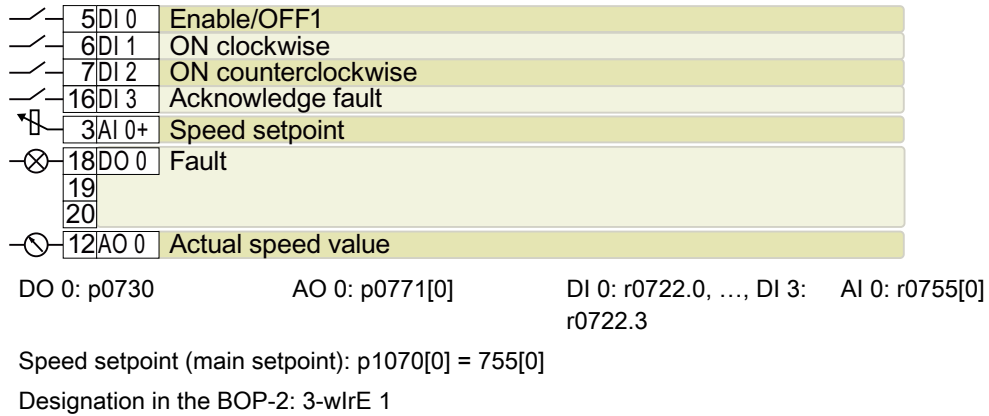 5 DI 0 Enable/OFF1
6 DI 1 ON clockwise
7 DI 2 ON counterclockwise
16 DI 3 Acknowledge fault
3 AI 0+ Speed setpoint
18 DO 0 Fault
19
20
12 AO 0 Actual speed value
DO 0: p0730 AO 0: p0771[0] DI 0: r0722.0, …, DI 3: AI 0: r0755[0]
r0722.3
Speed setpoint (main setpoint): p1070[0] = 755[0]
Designation in the BOP-2: 3-wIrE 1